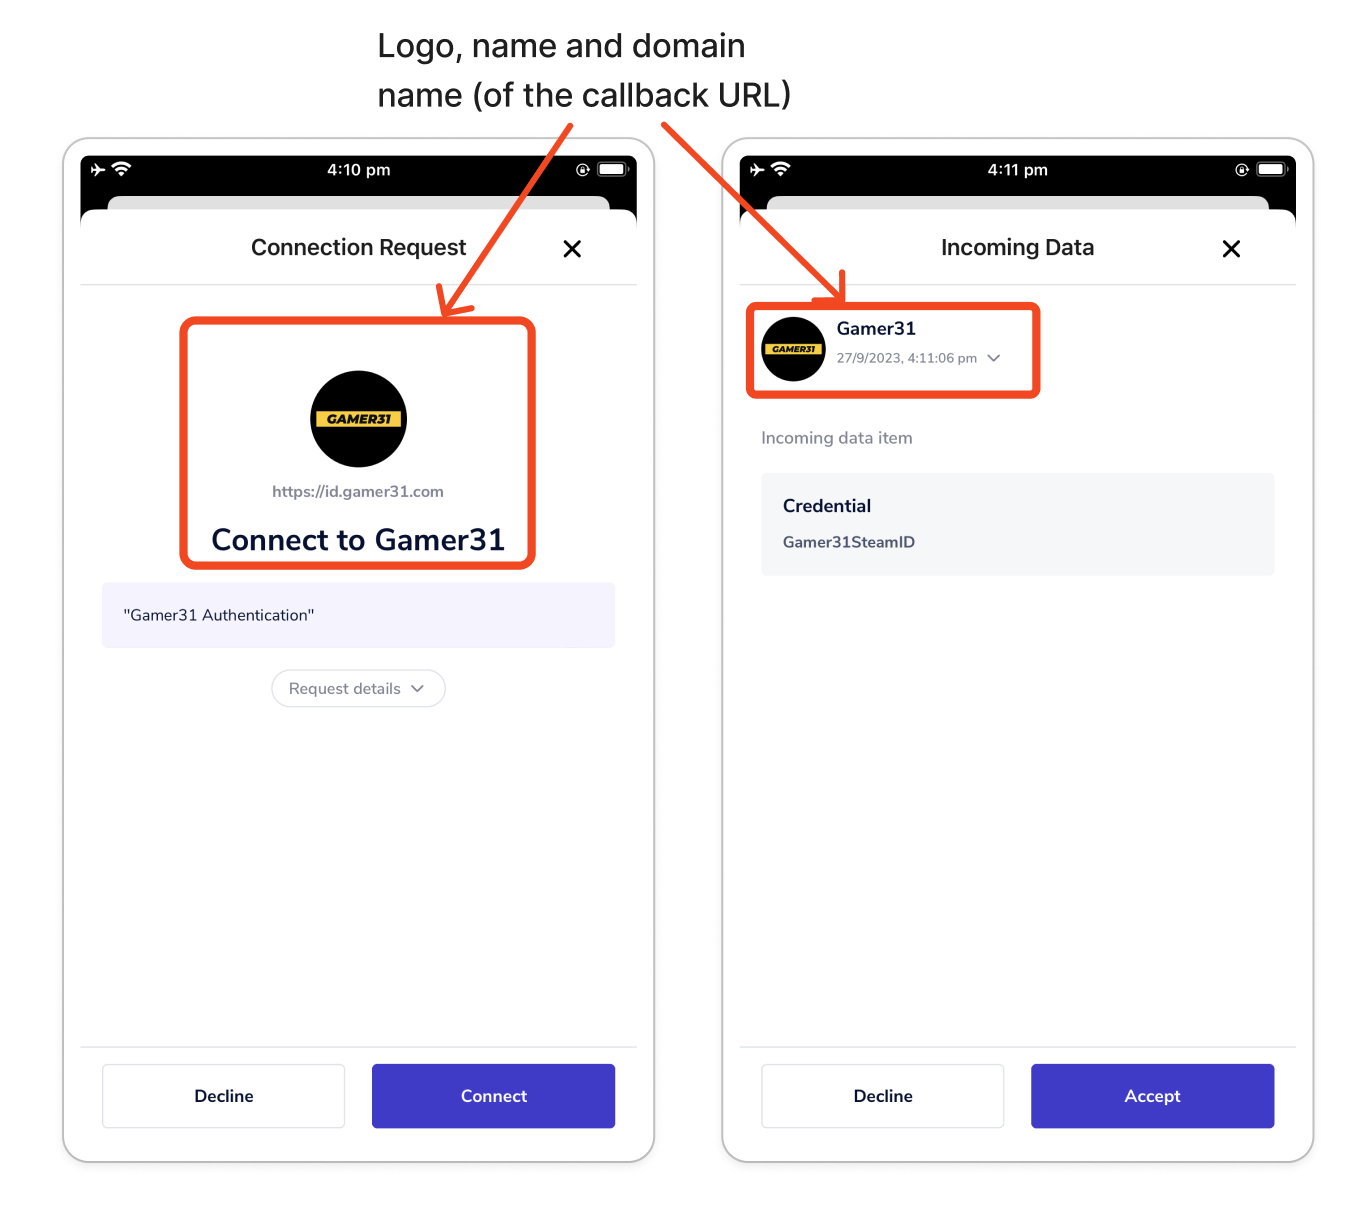 Logo, name and domain
name (of the callback URL)
4:10 pm
Connection Request
GAMER31
https://id.gamer31.com
Connect to Gamer31
"Gamer31 Authentication"
Request details
Decline
Connect
4:11 pm
Incoming Data
GAMER31
Gamer31
27/9/2023, 4:11:06 pm
Incoming data item
Credential
Gamer31SteamID
Decline
Accept